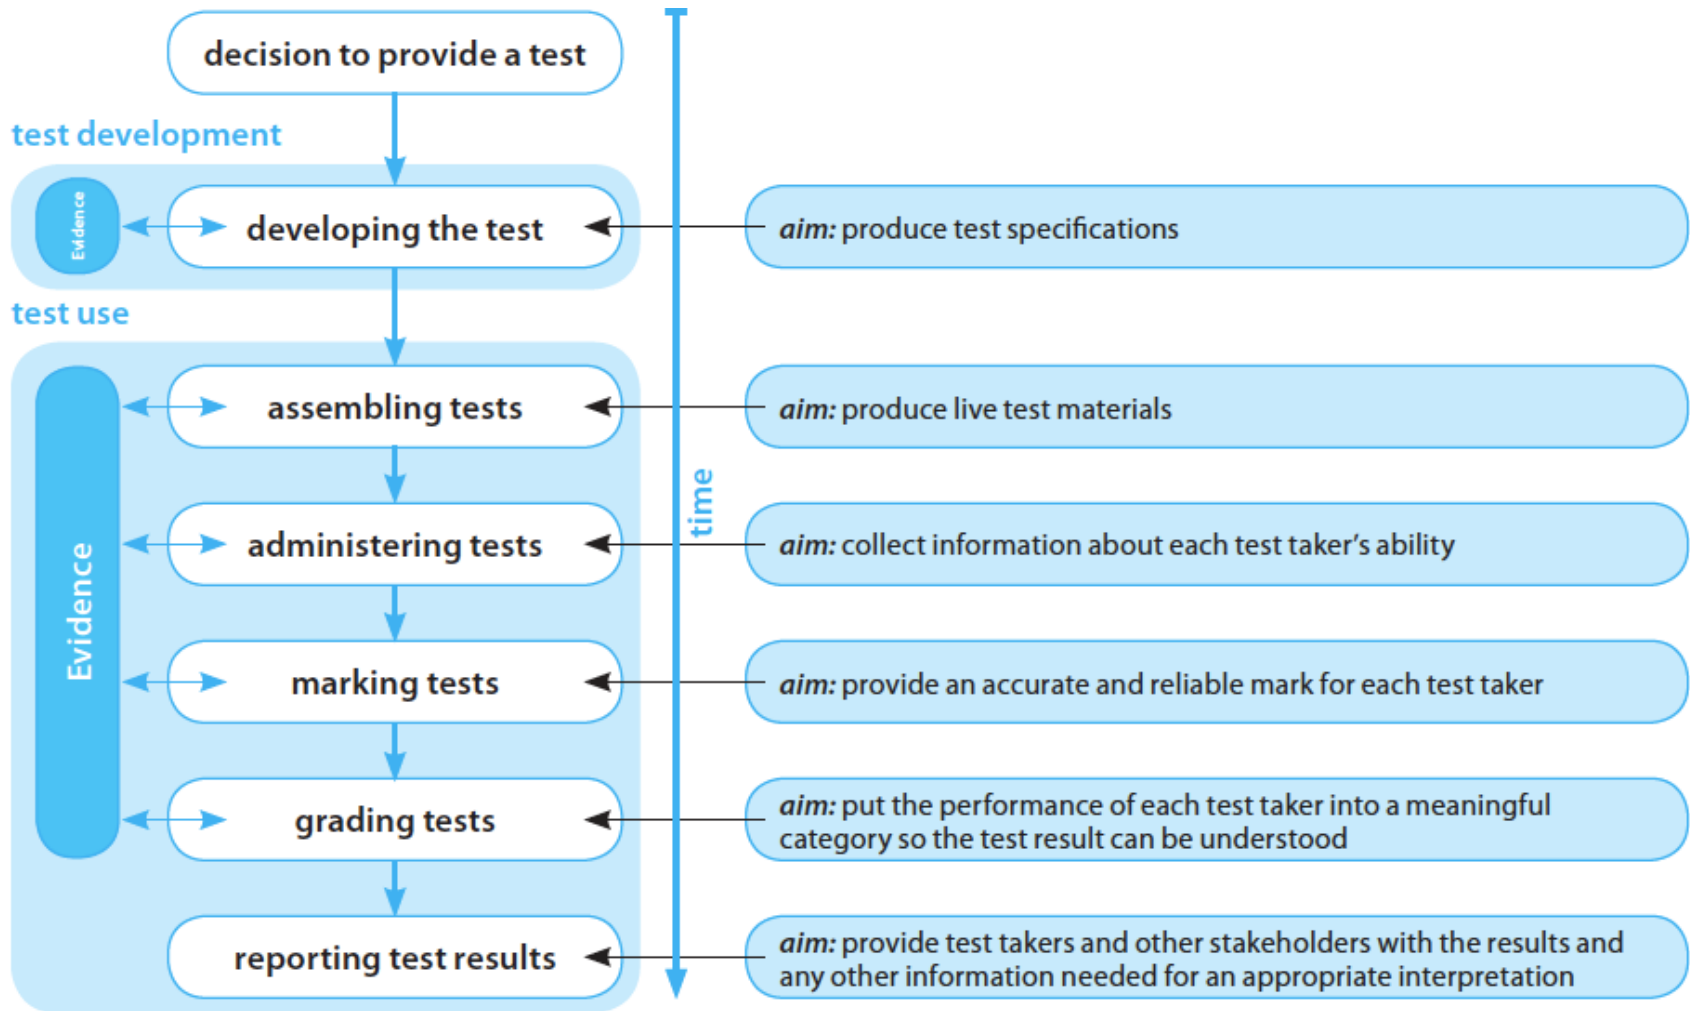 decision to provide a test
test development
Evidence
developing the test
aim: produce test specifications
test use
Evidence
assembling tests
aim: produce live test materials
time
administering tests
aim: collect information about each test taker’s ability
marking tests
aim: provide an accurate and reliable mark for each test taker
grading tests
aim: put the performance of each test taker into a meaningful
category so the test result can be understood
reporting test results
aim: provide test takers and other stakeholders with the results and
any other information needed for an appropriate interpretation